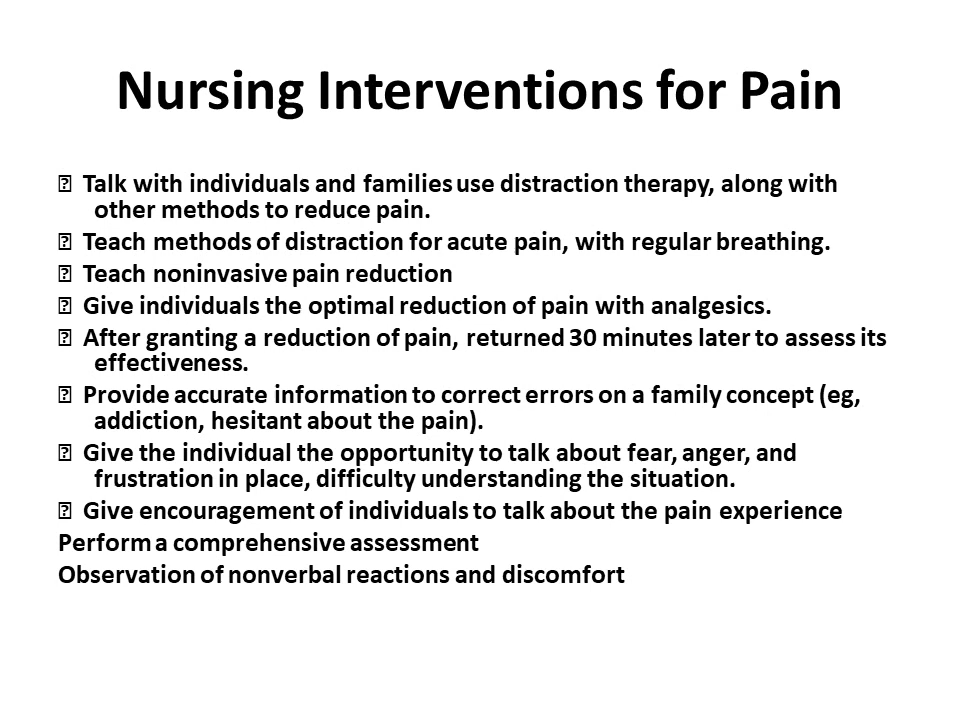 Nursing Interventions for Pain
⍰ Talk with individuals and families use distraction therapy, along with
other methods to reduce pain.
⍰ Teach methods of distraction for acute pain, with regular breathing.
⍰ Teach noninvasive pain reduction
⍰ Give individuals the optimal reduction of pain with analgesics.
⍰ After granting a reduction of pain, returned 30 minutes later to assess its
effectiveness.
⍰ Provide accurate information to correct errors on a family concept (eg,
addiction, hesitant about the pain).
⍰ Give the individual the opportunity to talk about fear, anger, and
frustration in place, difficulty understanding the situation.
⍰ Give encouragement of individuals to talk about the pain experience
Perform a comprehensive assessment
Observation of nonverbal reactions and discomfort